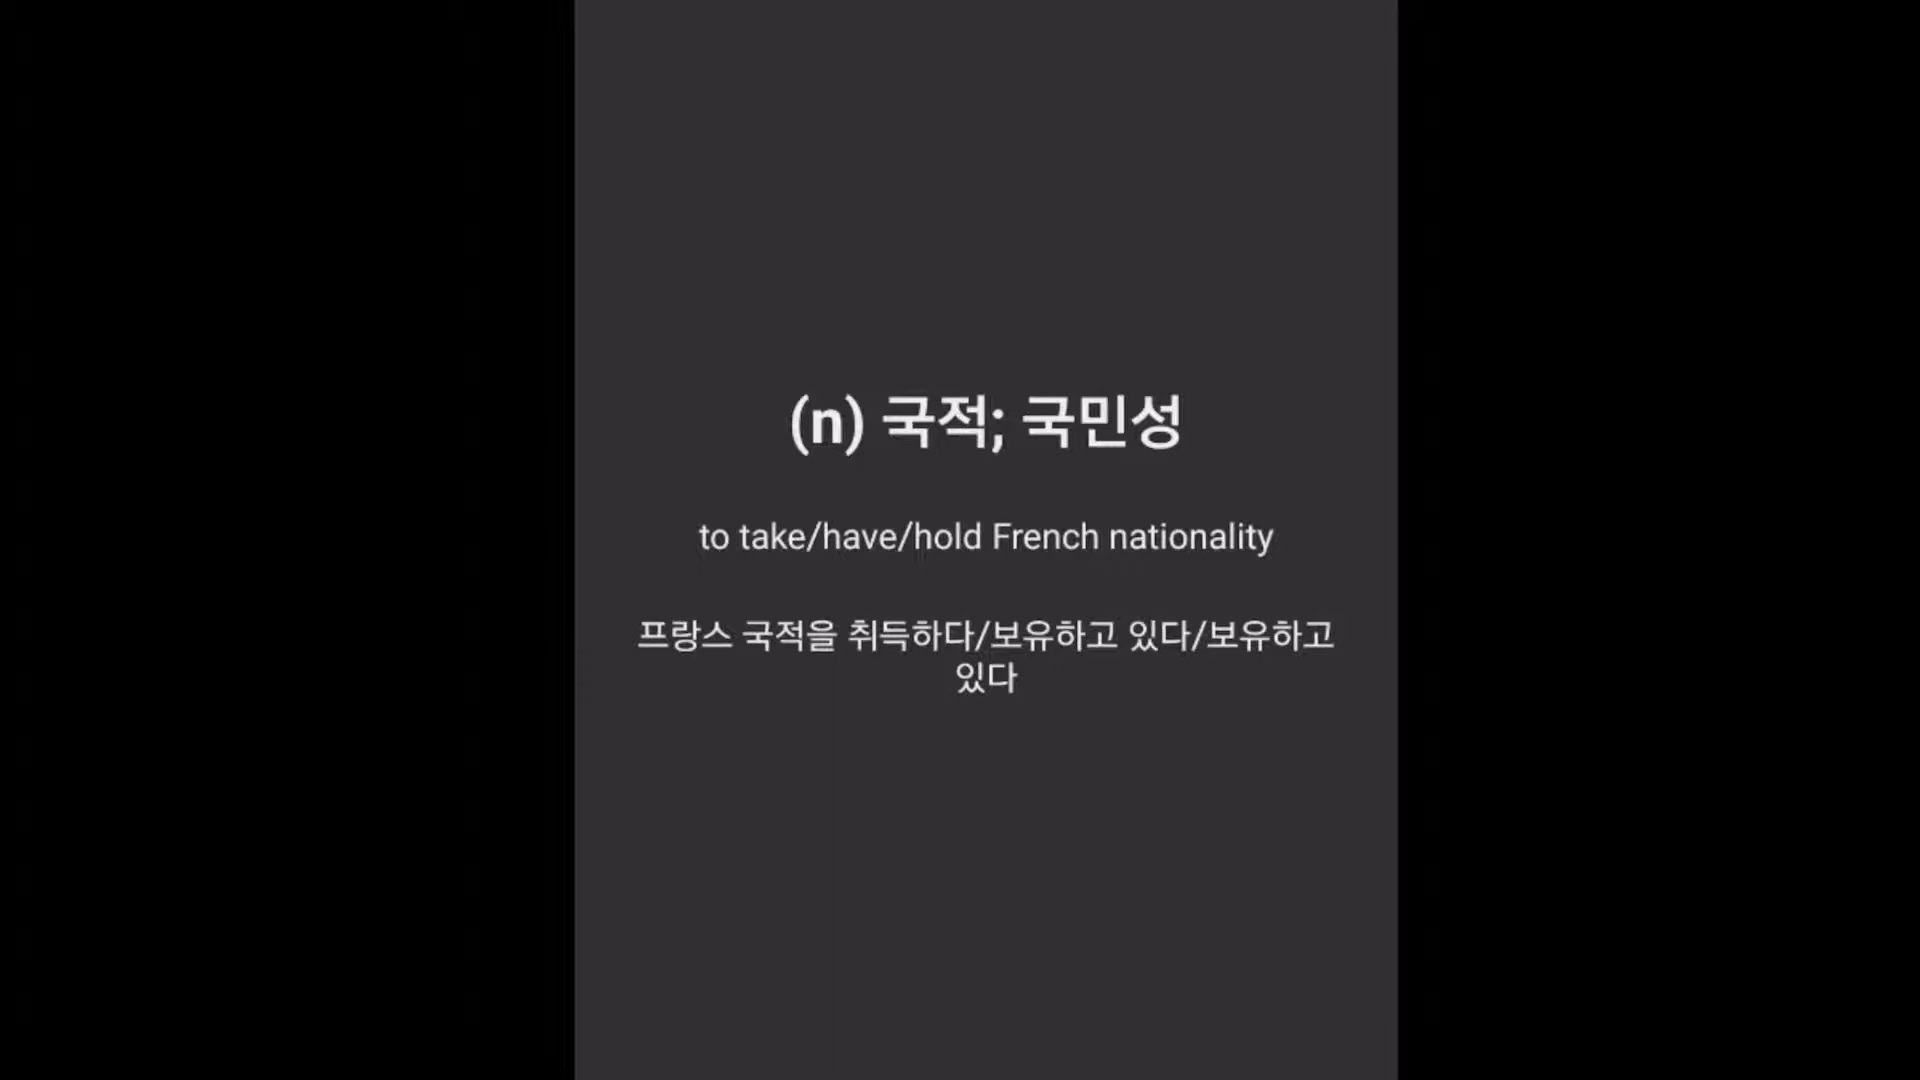 (n) 국적; 국민성
to take/have/hold French nationality
프랑스 국적을 취득하다/보유하고 있다/보유하고
있다